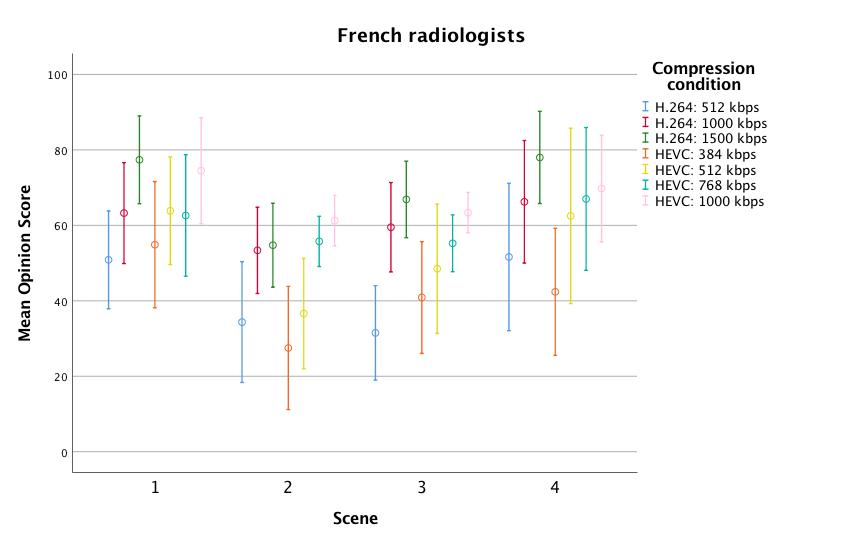 French radiologists
Compression
condition
H.264: 512 kbps
H.264: 1000 kbps
H.264: 1500 kbps
HEVC: 384 kbps
HEVC: 512 kbps
HEVC: 768 kbps
HEVC: 1000 kbps
Mean Opinion Score
100
80
60
40
20
0
1 2 3 4
Scene